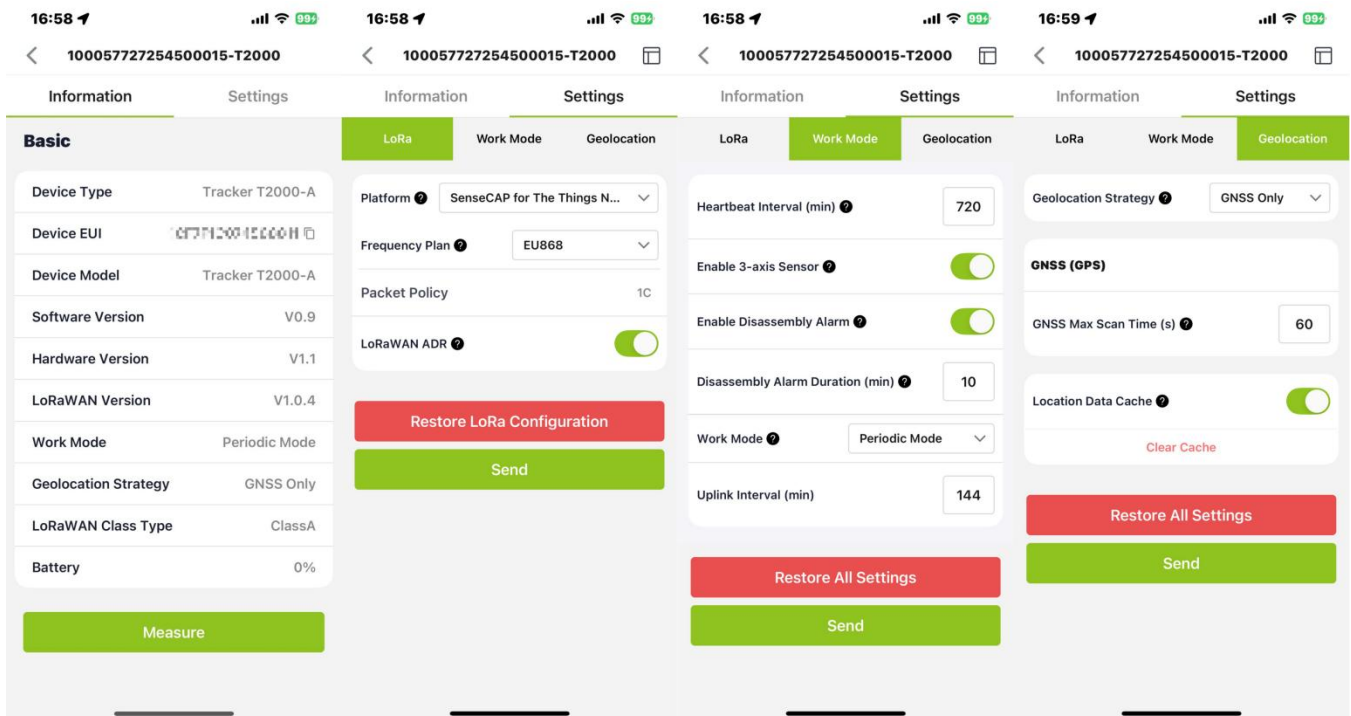 16:58
99
100057727254500015-T2000
Information
Settings
Basic
Device Type
Tracker T2000-A
Device EUI
Device Model
Tracker T2000-A
Software Version
V0.9
Hardware Version
V1.1
LoRaWAN Version
V1.0.4
Work Mode
Periodic Mode
Geolocation Strategy
GNSS Only
LoRaWAN Class Type
ClassA
Battery
0%
Measure
16:58
99
100057727254500015-T2000
Information
Settings
LoRa
Work Mode
Geolocation
Platform ?
SenseCAP for The Things N...
Frequency Plan ?
EU868
Packet Policy
1C
LoRaWAN ADR ?
Restore LoRa Configuration
Send
16:58
99
100057727254500015-T2000
Information
Settings
LoRa
Work Mode
Geolocation
Heartbeat Interval (min) ?
720
Enable 3-axis Sensor ?
Enable Disassembly Alarm ?
Disassembly Alarm Duration (min) ?
10
Work Mode ?
Periodic Mode
Uplink Interval (min)
144
Restore All Settings
Send
16:59
99
100057727254500015-T2000
Information
Settings
LoRa
Work Mode
Geolocation
Geolocation Strategy ?
GNSS Only
GNSS (GPS)
GNSS Max Scan Time (s) ?
60
Location Data Cache ?
Clear Cache
Restore All Settings
Send